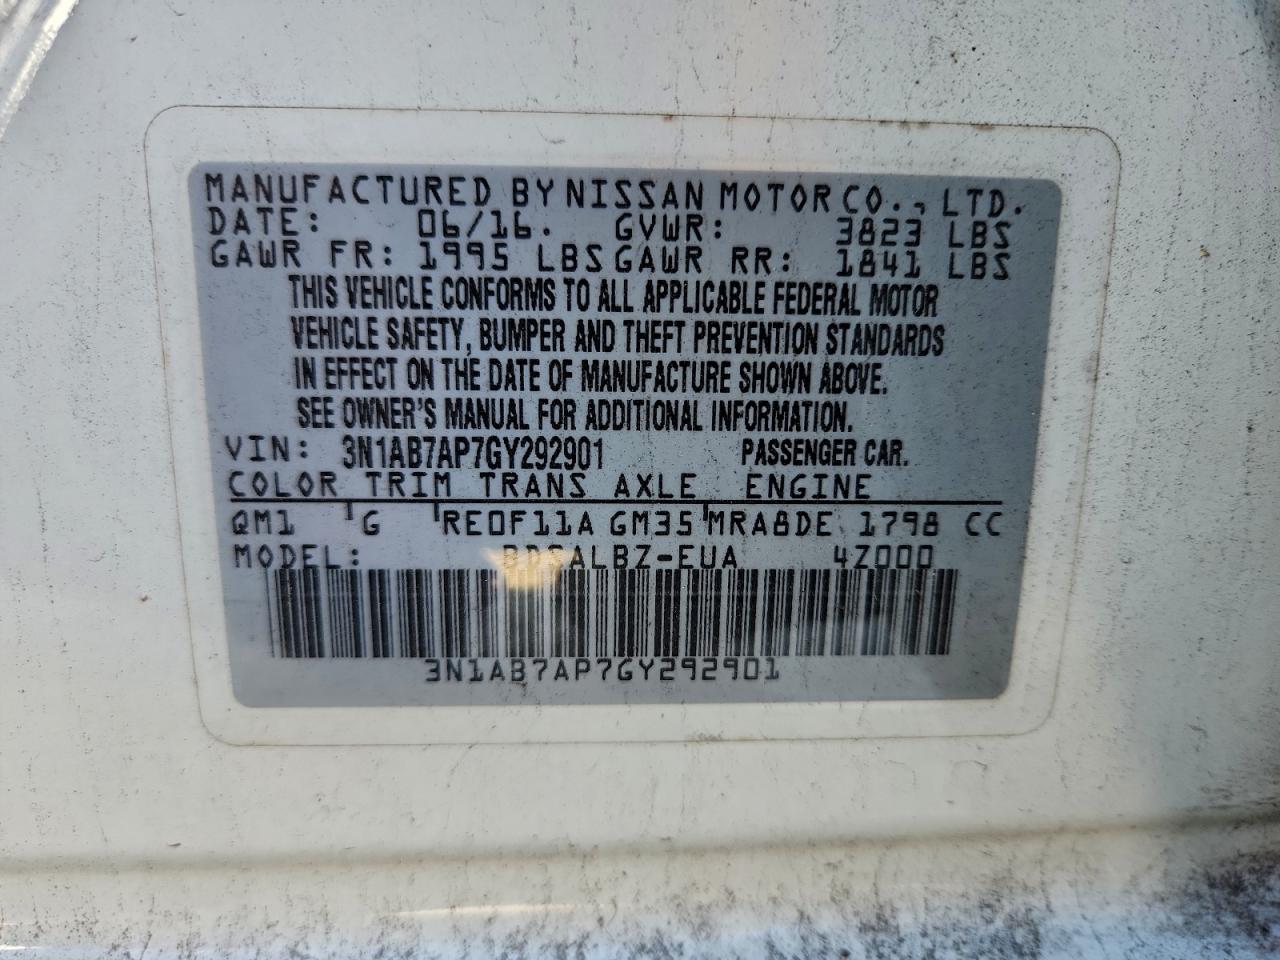 MANUFACTURED BY NISSAN MOTOR CO., LTD.
DATE: 06/16. GVWR: 3823 LBS
GAWR FR: 1995 LBS GAWR RR: 1841 LBS
THIS VEHICLE CONFORMS TO ALL APPLICABLE FEDERAL MOTOR
VEHICLE SAFETY, BUMPER AND THEFT PREVENTION STANDARDS
IN EFFECT ON THE DATE OF MANUFACTURE SHOWN ABOVE.
SEE OWNER'S MANUAL FOR ADDITIONAL INFORMATION.
VIN: 3N1AB7AP7GY292901 PASSENGER CAR.
COLOR TRIM TRANS AXLE ENGINE
QM1 G RE0F11A GM35 MRA8DE 1798 CC
MODEL: 4Z000
3N1AB7AP7GY292901